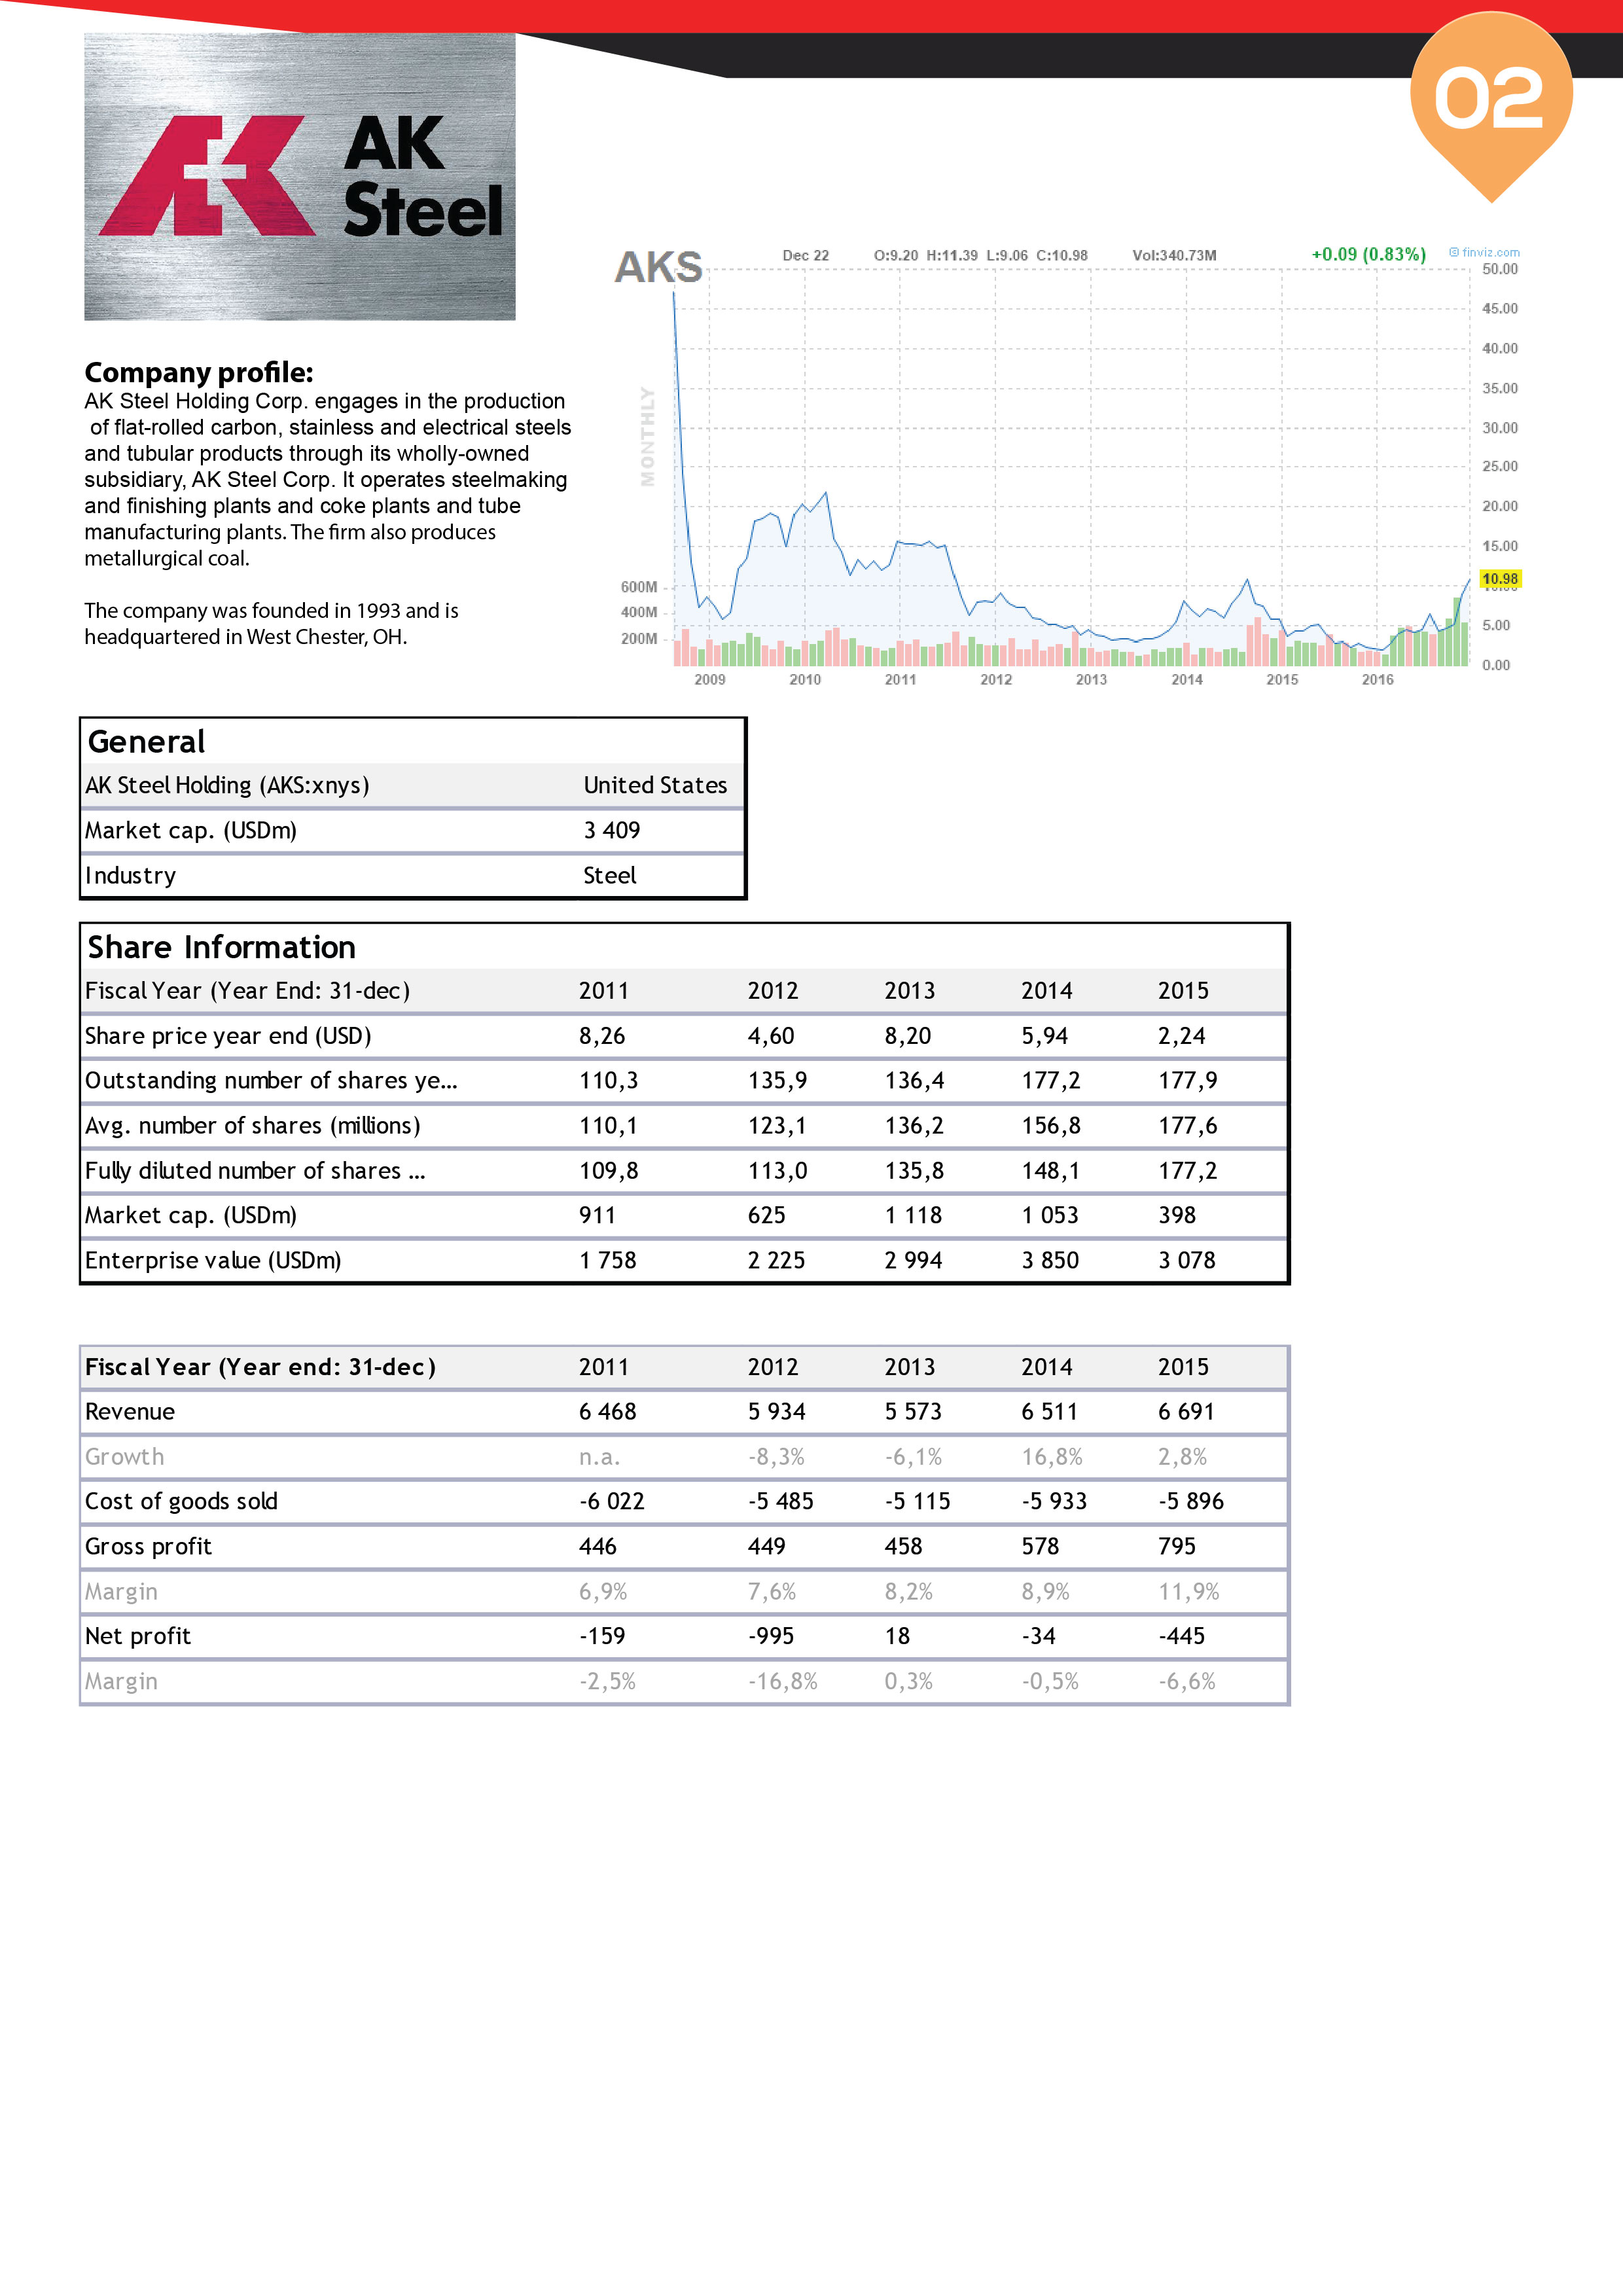 02
AK
Steel
AKS
Dec 22 O:9.20 H:11.39 L:9.06 C:10.98 Vol:340.73M +0.09 (0.83%) © finviz.com
50.00
45.00
40.00
35.00
30.00
25.00
20.00
15.00
10.98
5.00
0.00
MONTHLY
600M
400M
200M
2009 2010 2011 2012 2013 2014 2015 2016
Company profile:
AK Steel Holding Corp. engages in the production
of flat-rolled carbon, stainless and electrical steels
and tubular products through its wholly-owned
subsidiary, AK Steel Corp. It operates steelmaking
and finishing plants and coke plants and tube
manufacturing plants. The firm also produces
metallurgical coal.
The company was founded in 1993 and is
headquartered in West Chester, OH.
General
AK Steel Holding (AKS:xnys) United States
Market cap. (USDm) 3 409
Industry Steel
Share Information
Fiscal Year (Year End: 31-dec) 2011 2012 2013 2014 2015
Share price year end (USD) 8,26 4,60 8,20 5,94 2,24
Outstanding number of shares ye... 110,3 135,9 136,4 177,2 177,9
Avg. number of shares (millions) 110,1 123,1 136,2 156,8 177,6
Fully diluted number of shares ... 109,8 113,0 135,8 148,1 177,2
Market cap. (USDm) 911 625 1 118 1 053 398
Enterprise value (USDm) 1 758 2 225 2 994 3 850 3 078
Fiscal Year (Year end: 31-dec) 2011 2012 2013 2014 2015
Revenue 6 468 5 934 5 573 6 511 6 691
Growth n.a. -8,3% -6,1% 16,8% 2,8%
Cost of goods sold -6 022 -5 485 -5 115 -5 933 -5 896
Gross profit 446 449 458 578 795
Margin 6,9% 7,6% 8,2% 8,9% 11,9%
Net profit -159 -995 18 -34 -445
Margin -2,5% -16,8% 0,3% -0,5% -6,6%